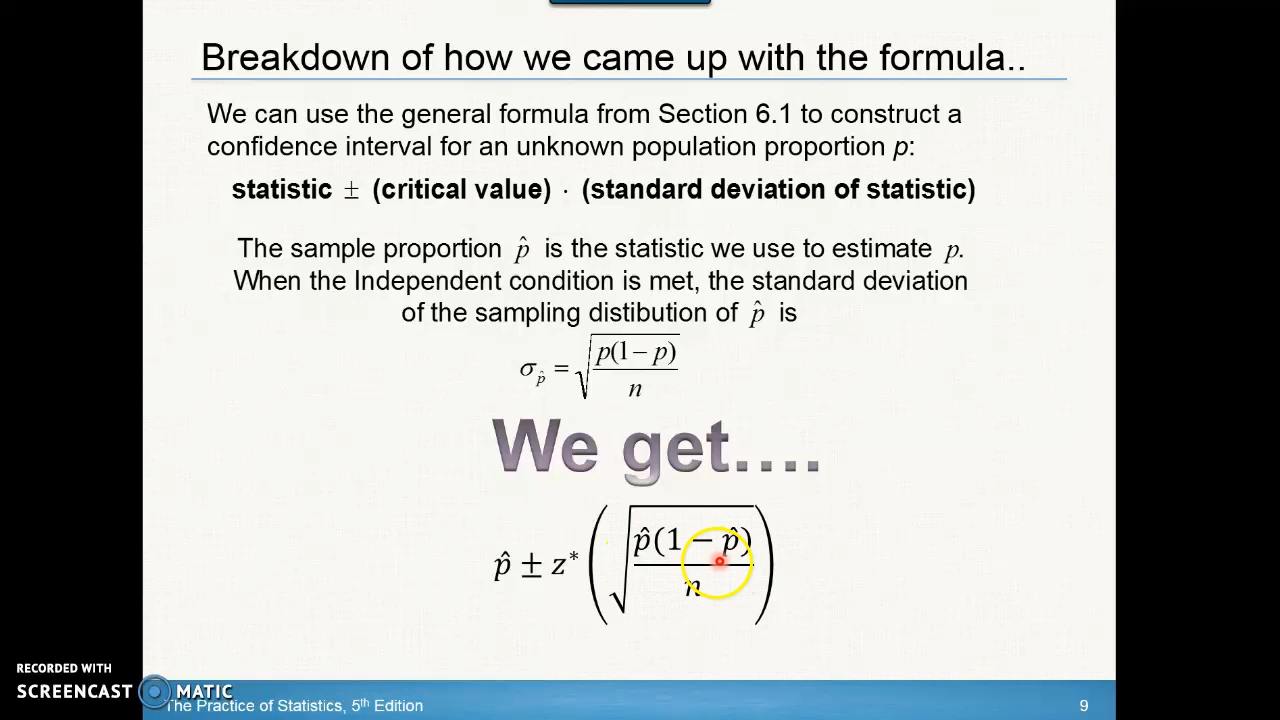 Breakdown of how we came up with the formula..
We can use the general formula from Section 6.1 to construct a
confidence interval for an unknown population proportion p:
statistic ± (critical value) · (standard deviation of statistic)
The sample proportion p̂ is the statistic we use to estimate p.
When the Independent condition is met, the standard deviation
of the sampling distibution of p̂ is
σ_p̂ = √(p(1 − p)/n)
We get....
p̂ ± z* (√(p̂(1 − p̂)/n))
RECORDED WITH
SCREENCAST MATIC
The Practice of Statistics, 5th Edition
9